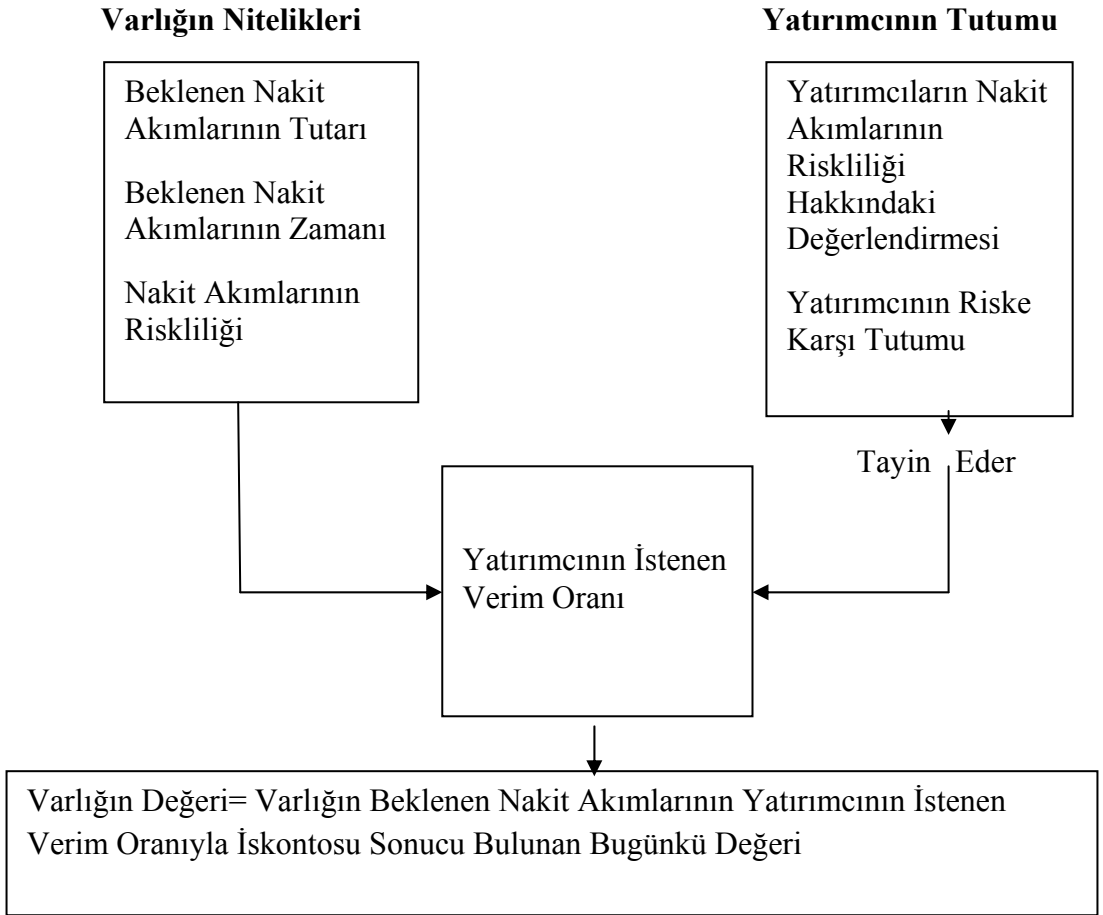 Varlığın Nitelikleri
Beklenen Nakit
Akımlarının Tutarı
Beklenen Nakit
Akımlarının Zamanı
Nakit Akımlarının
Riskliliği
Yatırımcının Tutumu
Yatırımcıların Nakit
Akımlarının
Riskliliği
Hakkındaki
Değerlendirmesi
Yatırımcının Riske
Karşı Tutumu
Tayin Eder
Yatırımcının İstenen
Verim Oranı
Varlığın Değeri= Varlığın Beklenen Nakit Akımlarının Yatırımcının İstenen
Verim Oranıyla İskontosu Sonucu Bulunan Bugünkü Değeri